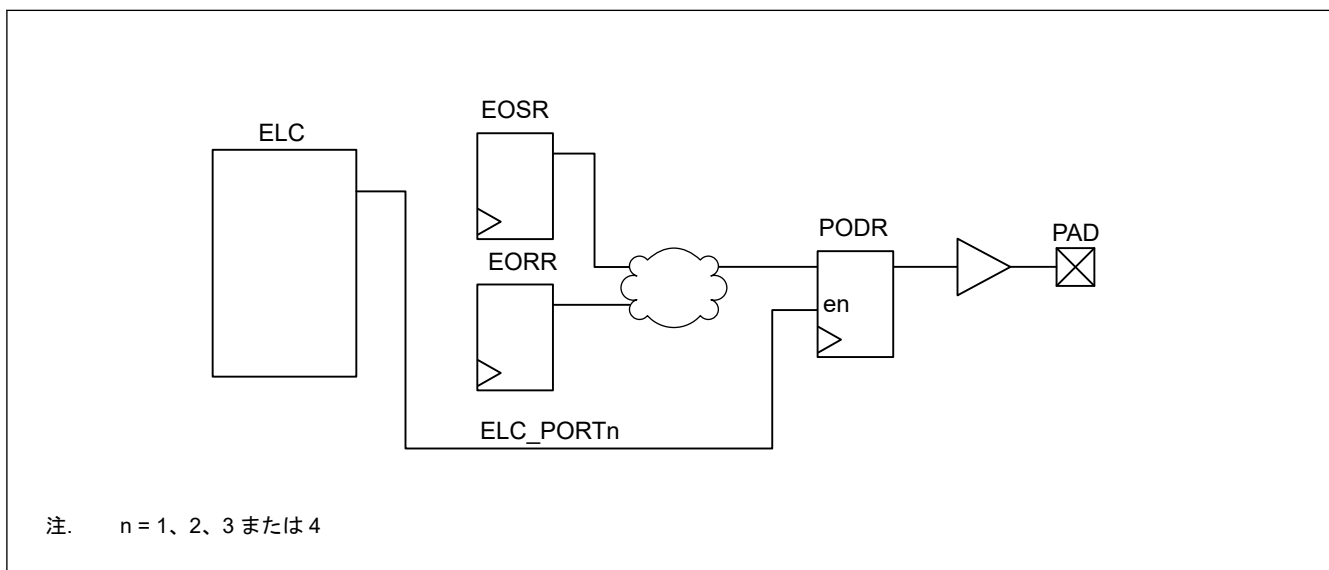 EOSR
ELC
PODR
PAD
EORR
en
ELC_PORTn
注. n = 1、2、3 または 4